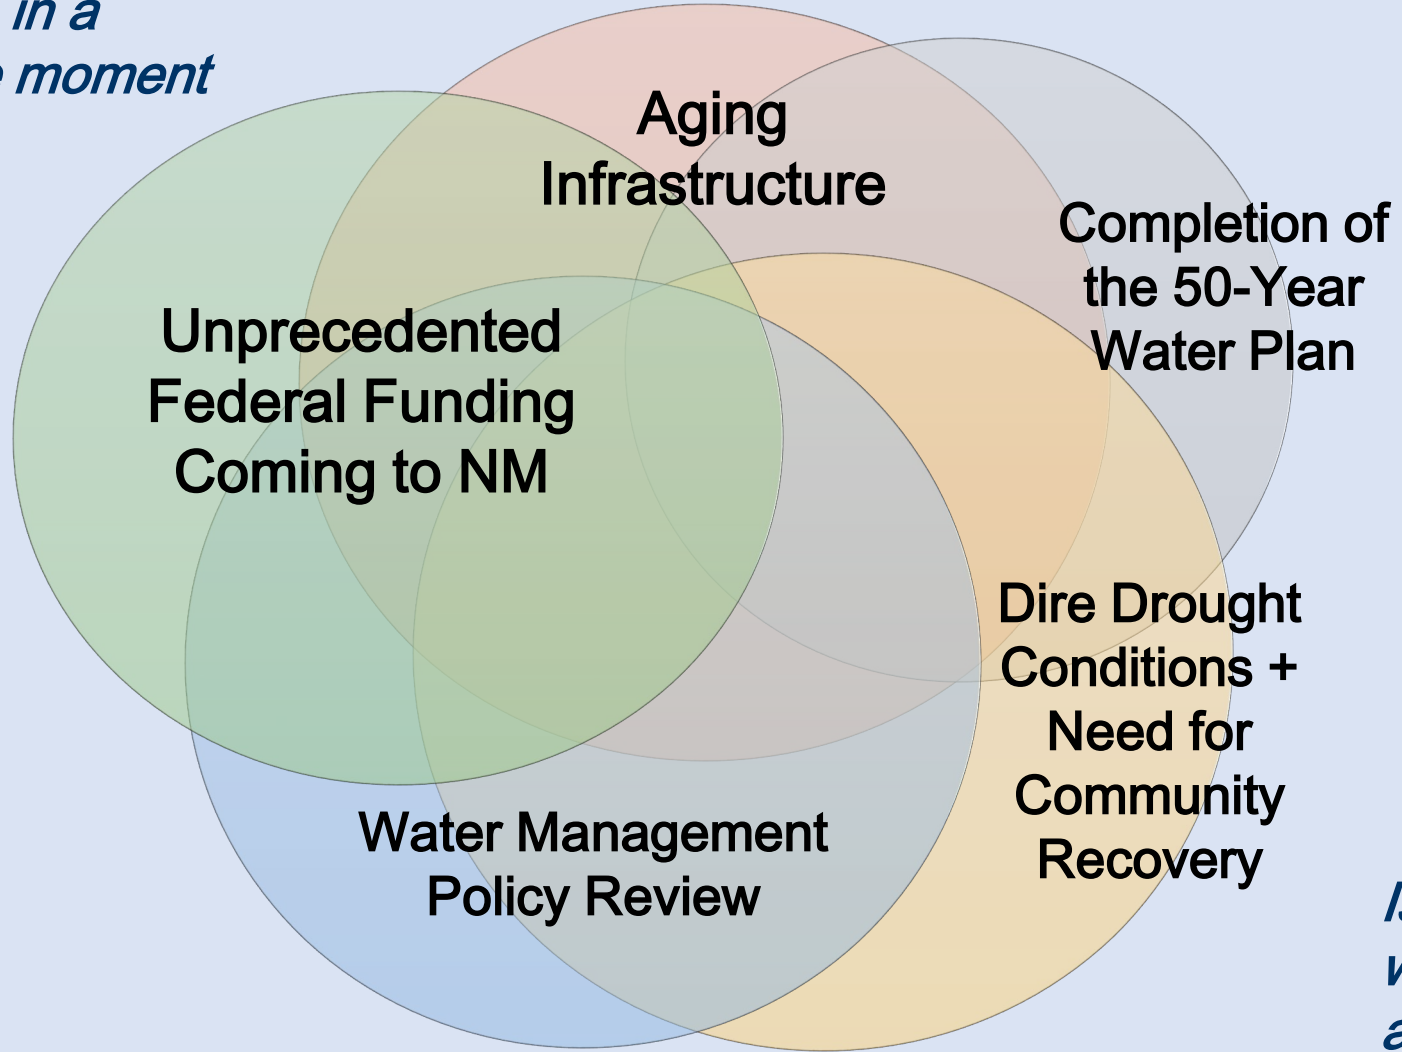 in a
moment
Aging
Infrastructure
Completion of
the 50-Year
Water Plan
Unprecedented
Federal Funding
Coming to NM
Dire Drought
Conditions +
Need for
Community
Recovery
Water Management
Policy Review